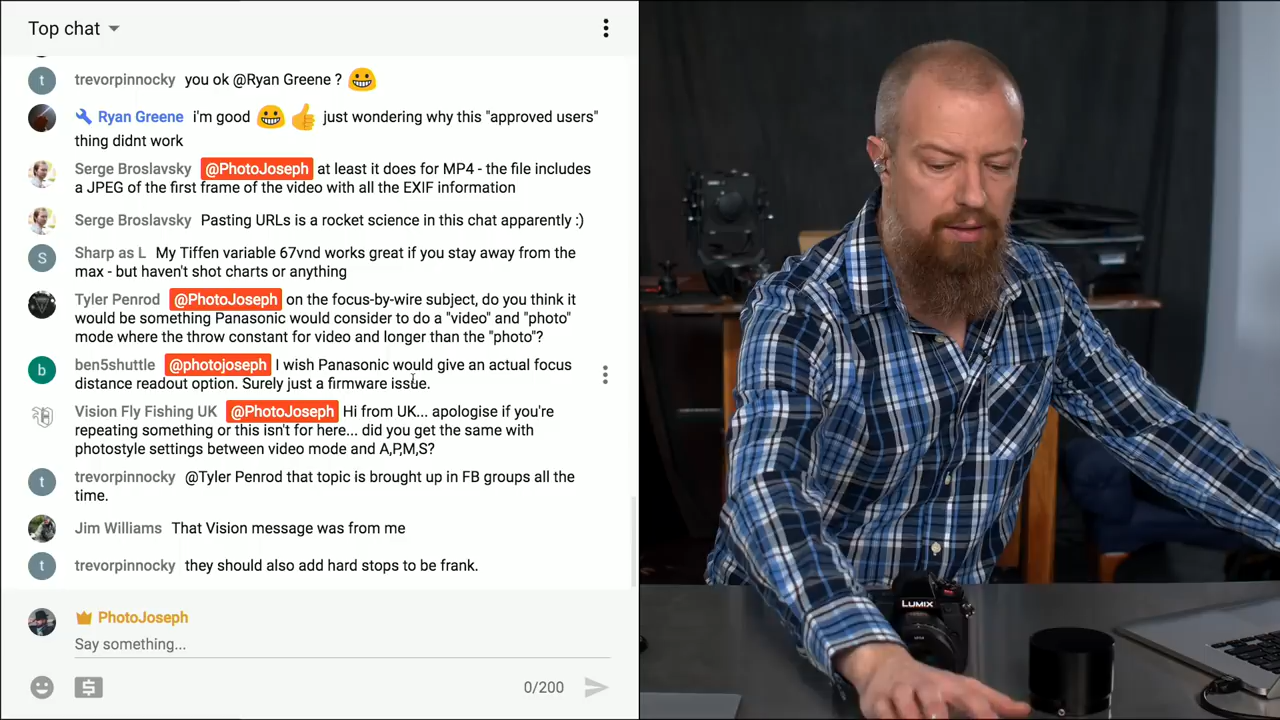 Top chat
trevorpinnocky you ok @Ryan Greene ?
Ryan Greene i'm good just wondering why this "approved users"
thing didnt work
Serge Broslavsky @PhotoJoseph at least it does for MP4 - the file includes
a JPEG of the first frame of the video with all the EXIF information
Serge Broslavsky Pasting URLs is a rocket science in this chat apparently :)
S
Sharp as L My Tiffen variable 67vnd works great if you stay away from the
max - but haven't shot charts or anything
Tyler Penrod @PhotoJoseph on the focus-by-wire subject, do you think it
would be something Panasonic would consider to do a "video" and "photo"
mode where the throw constant for video and longer than the "photo"?
b
ben5shuttle @photojoseph I wish Panasonic would give an actual focus
distance readout option. Surely just a firmware issue.
Vision Fly Fishing UK @PhotoJoseph Hi from UK... apologise if you're
repeating something or this isn't for here... did you get the same with
photostyle settings between video mode and A,P,M,S?
t
trevorpinnocky @Tyler Penrod that topic is brought up in FB groups all the
time.
Jim Williams That Vision message was from me
t
trevorpinnocky they should also add hard stops to be frank.
PhotoJoseph
Say something...
0/200
LUMIX